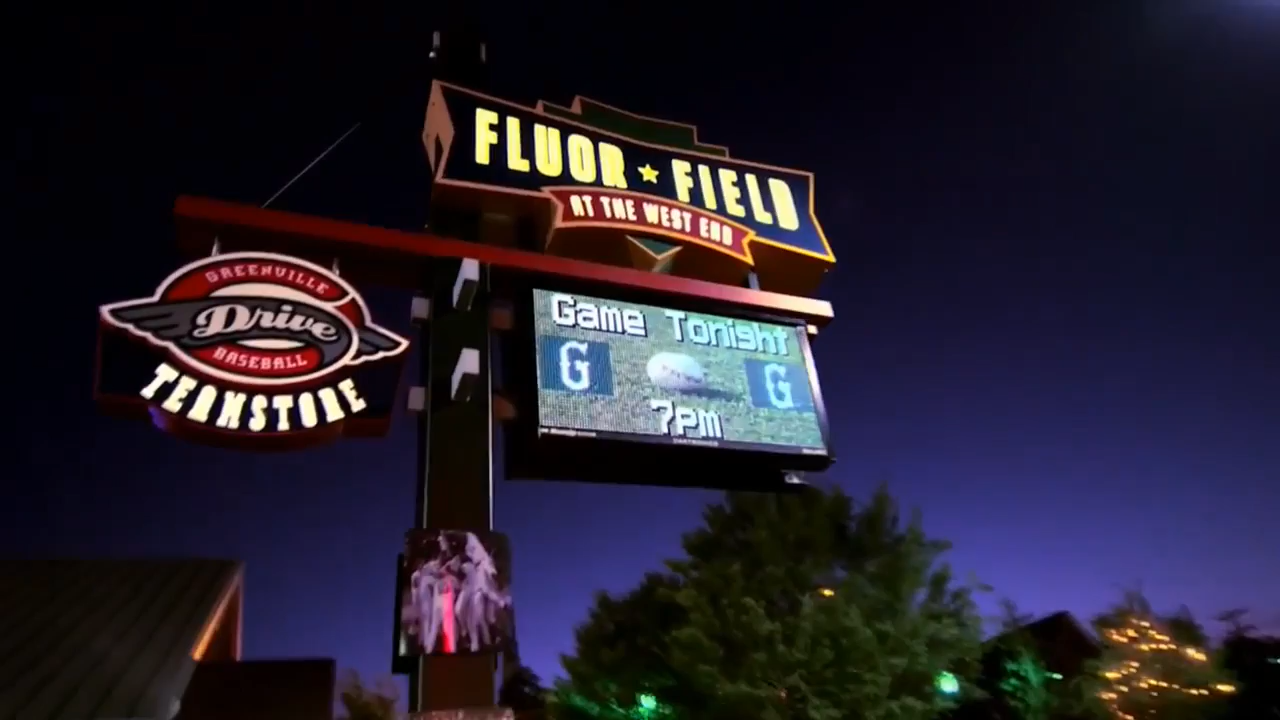 FLUOR FIELD
AT THE WEST END
GREENVILLE
Drive
BASEBALL
TEAMSTORE
Game Tonight
G G
7PM